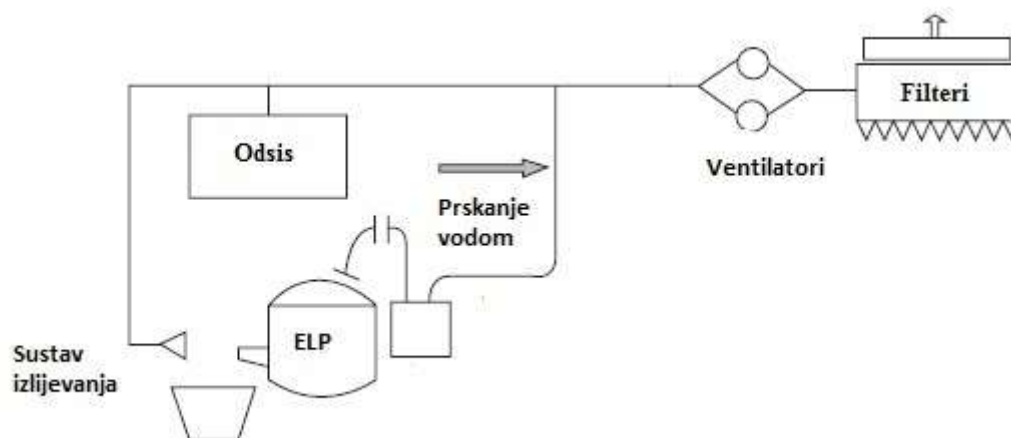 Filteri
Odsis
Ventilatori
Prskanje
vodom
ELP
Sustav
izlijevanja